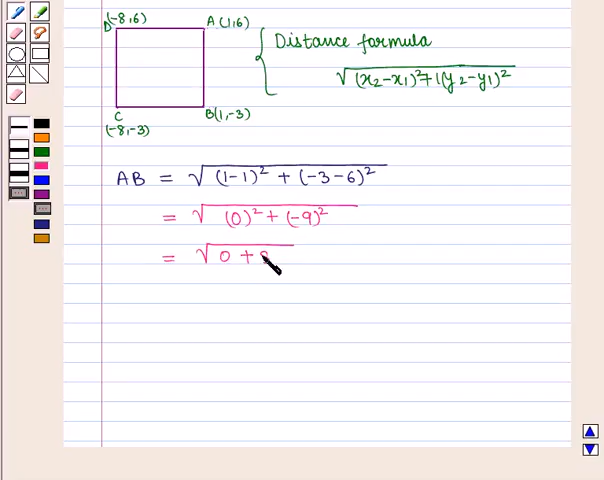 D (-8,6) A (1,6)
C (-8,-3) B(1,-3)
Distance formula
√(x₂-x₁)²+(y₂-y₁)²
AB = √(1-1)² + (-3-6)²
= √(0)² + (-9)²
= √0 +